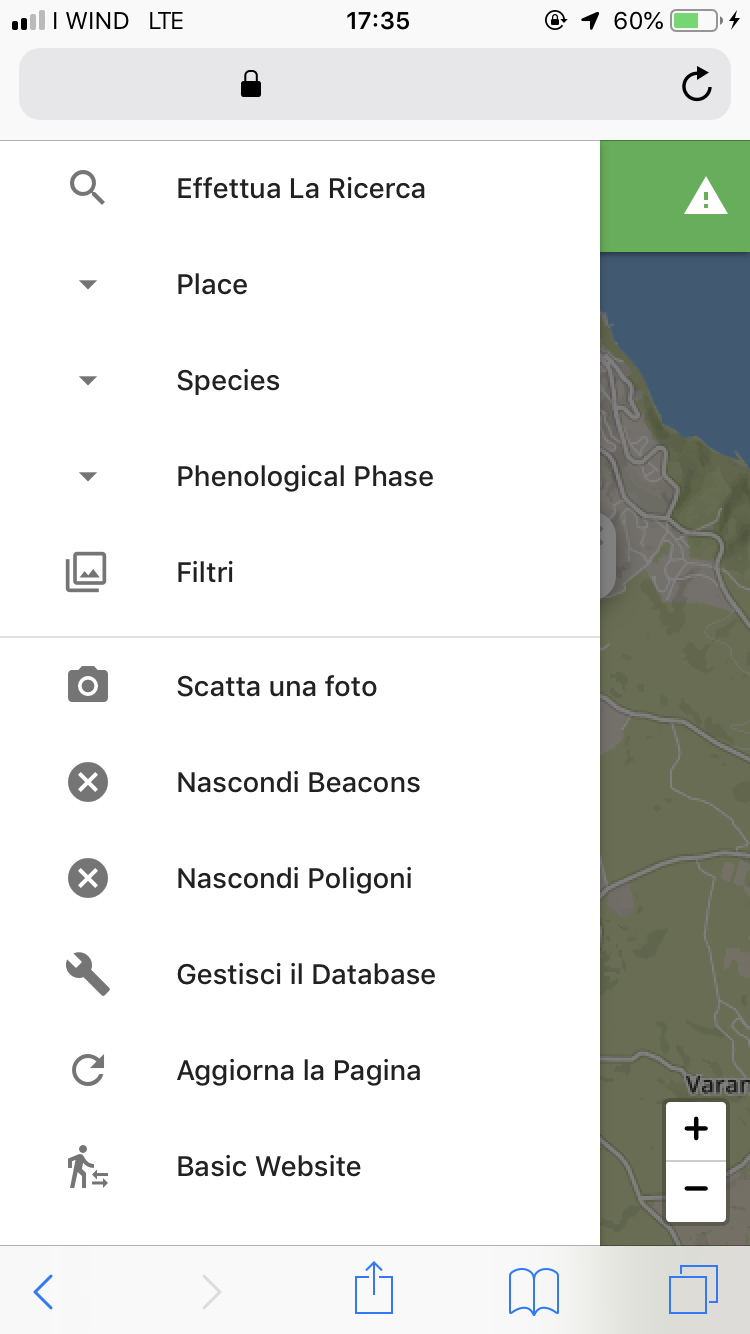 I WIND LTE 17:35 60%
Effettua La Ricerca
Place
Species
Phenological Phase
Filtri
Scatta una foto
Nascondi Beacons
Nascondi Poligoni
Gestisci il Database
Aggiorna la Pagina
Varan
Basic Website